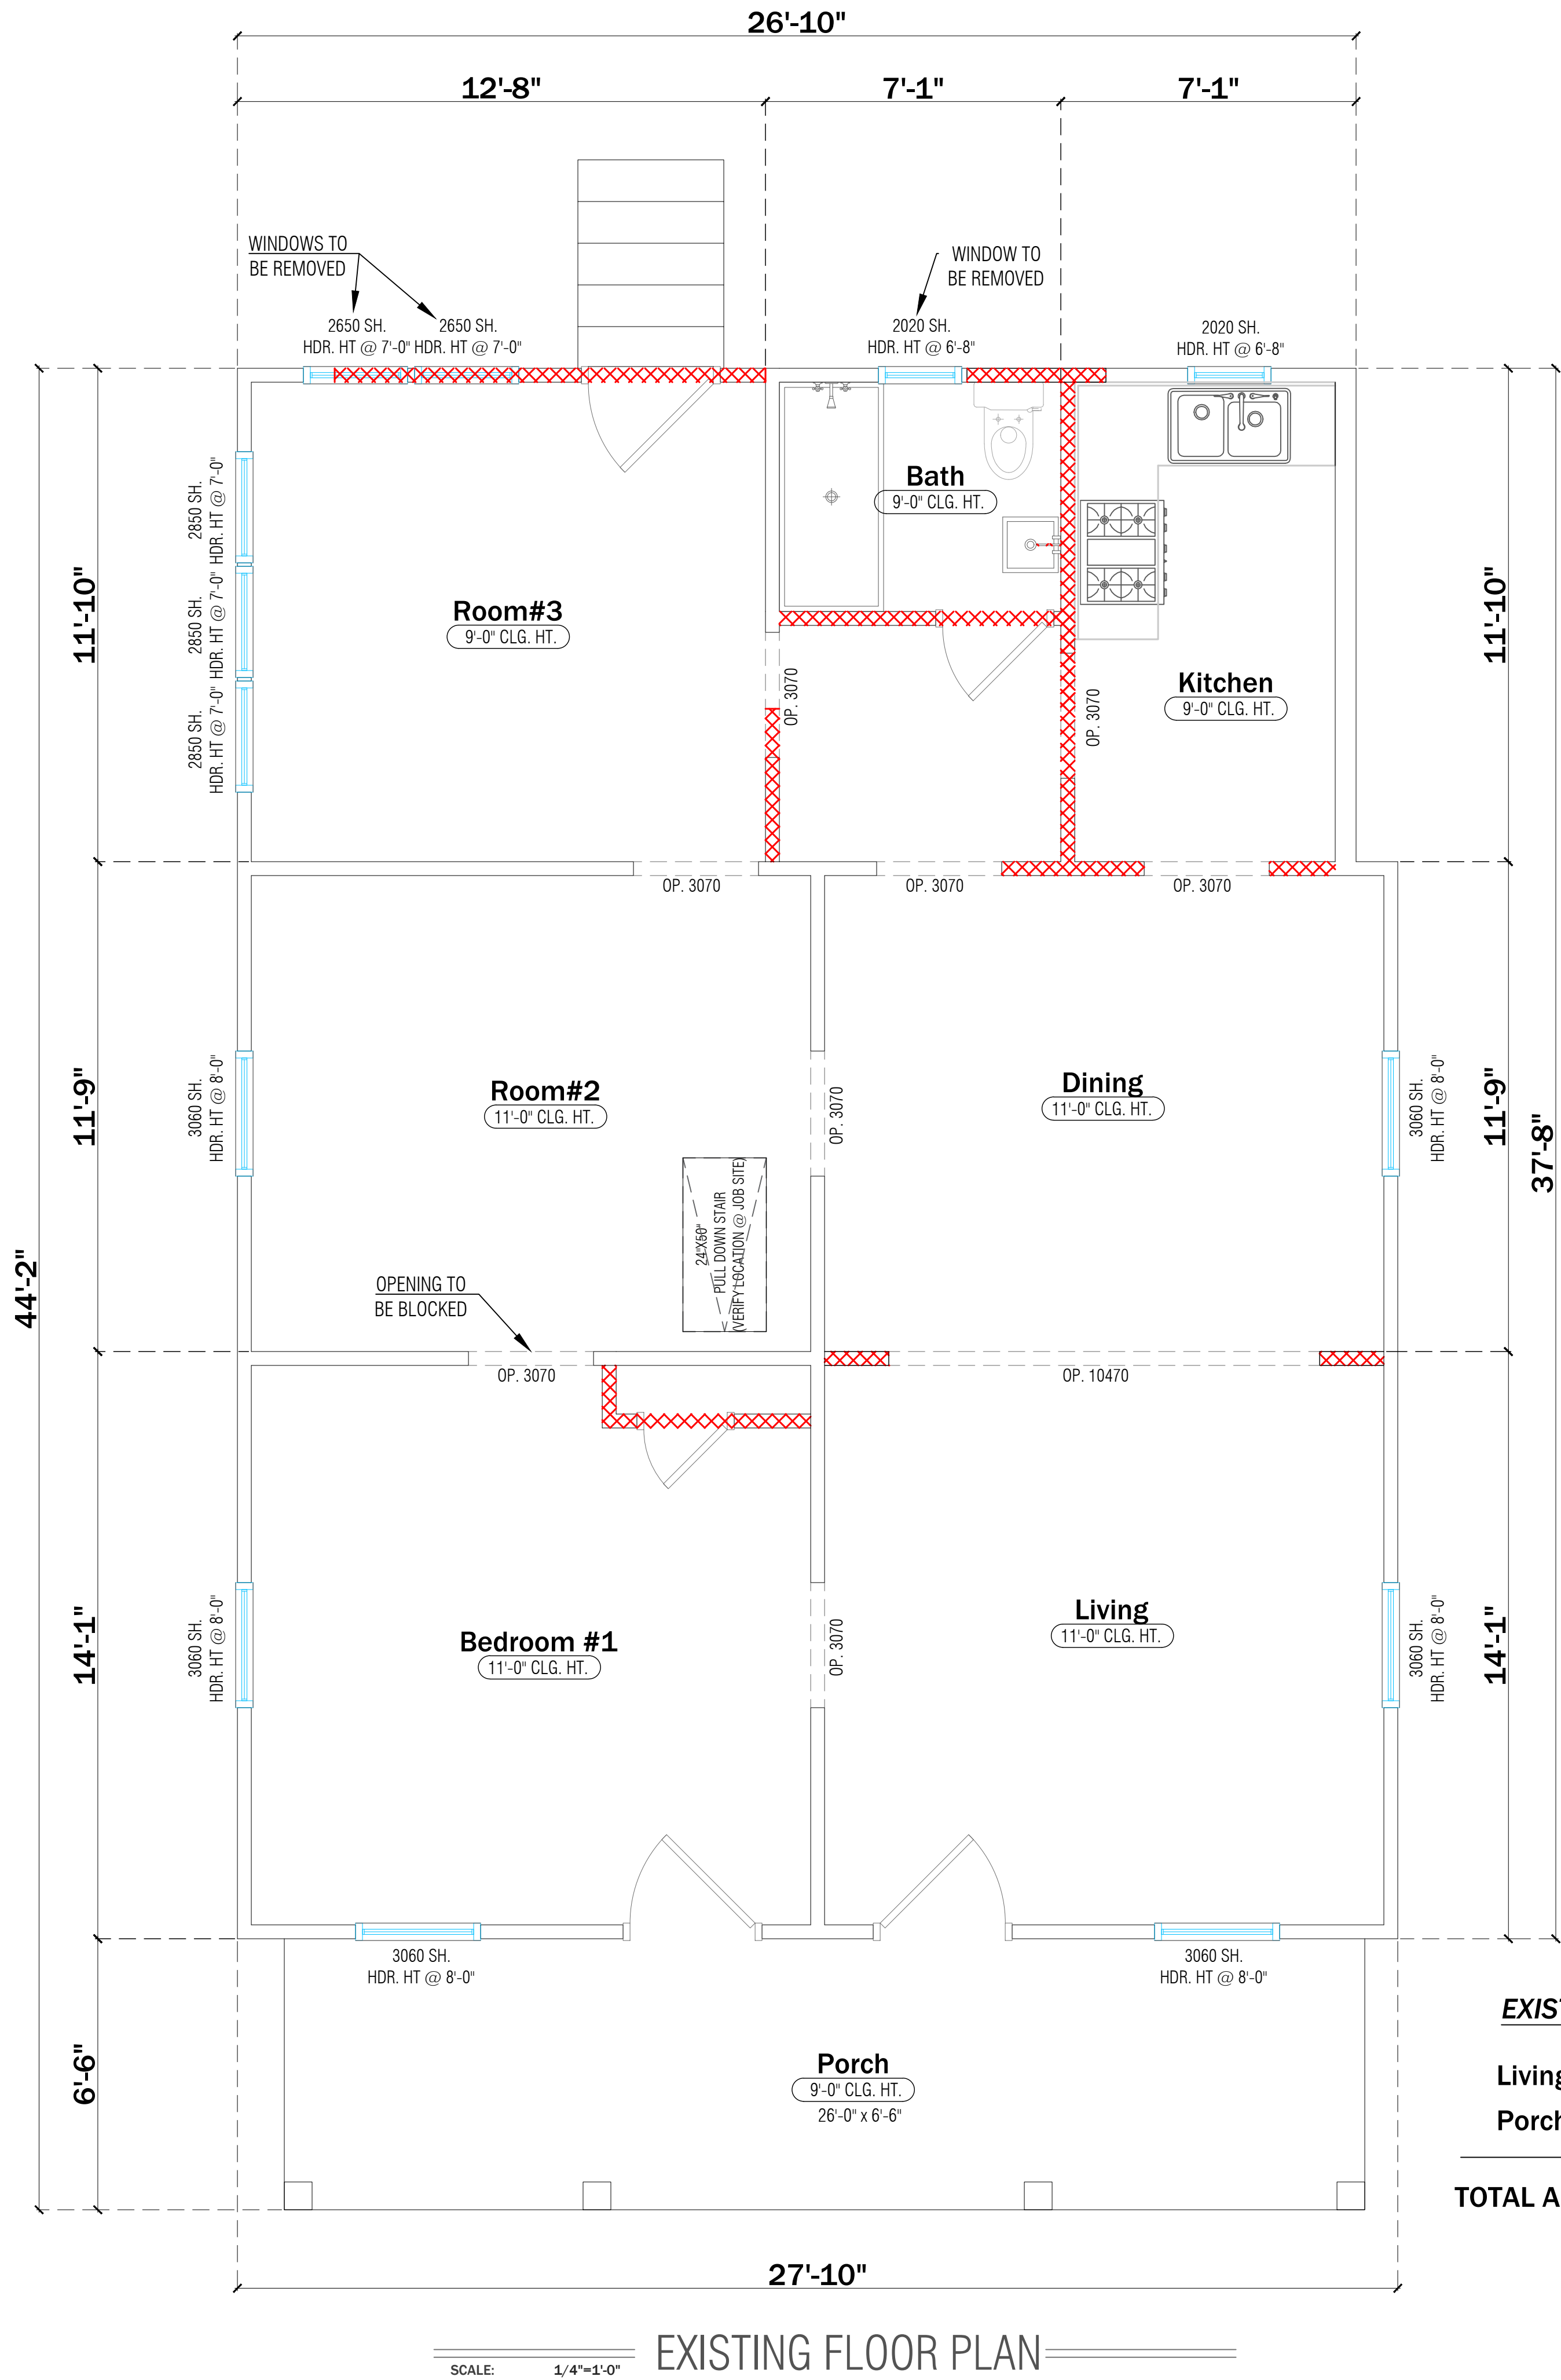 26'-10"
12'-8"
7'-1"
7'-1"
WINDOWS TO
BE REMOVED
WINDOW TO
BE REMOVED
2650 SH.
HDR. HT @ 7'-0"
2650 SH.
HDR. HT @ 7'-0"
2020 SH.
HDR. HT @ 6'-8"
2020 SH.
HDR. HT @ 6'-8"
2850 SH.
HDR. HT @ 7'-0"
2850 SH.
HDR. HT @ 7'-0"
2850 SH.
HDR. HT @ 7'-0"
11'-10"
Room#3
9'-0" CLG. HT.
Bath
9'-0" CLG. HT.
OP. 3070
OP. 3070
Kitchen
9'-0" CLG. HT.
11'-10"
OP. 3070
OP. 3070
OP. 3070
11'-9"
3060 SH.
HDR. HT @ 8'-0"
Room#2
11'-0" CLG. HT.
OP. 3070
Dining
11'-0" CLG. HT.
3060 SH.
HDR. HT @ 8'-0"
11'-9"
37'-8"
44'-2"
24"X50"
PULL DOWN STAIR
(VERIFY LOCATION @ JOB SITE)
OPENING TO
BE BLOCKED
OP. 3070
OP. 10470
14'-1"
3060 SH.
HDR. HT @ 8'-0"
Bedroom #1
11'-0" CLG. HT.
OP. 3070
Living
11'-0" CLG. HT.
3060 SH.
HDR. HT @ 8'-0"
14'-1"
3060 SH.
HDR. HT @ 8'-0"
3060 SH.
HDR. HT @ 8'-0"
6'-6"
Porch
9'-0" CLG. HT.
26'-0" x 6'-6"
EXIST
Living
Porch
TOTAL A
27'-10"
EXISTING FLOOR PLAN
SCALE: 1/4"=1'-0"